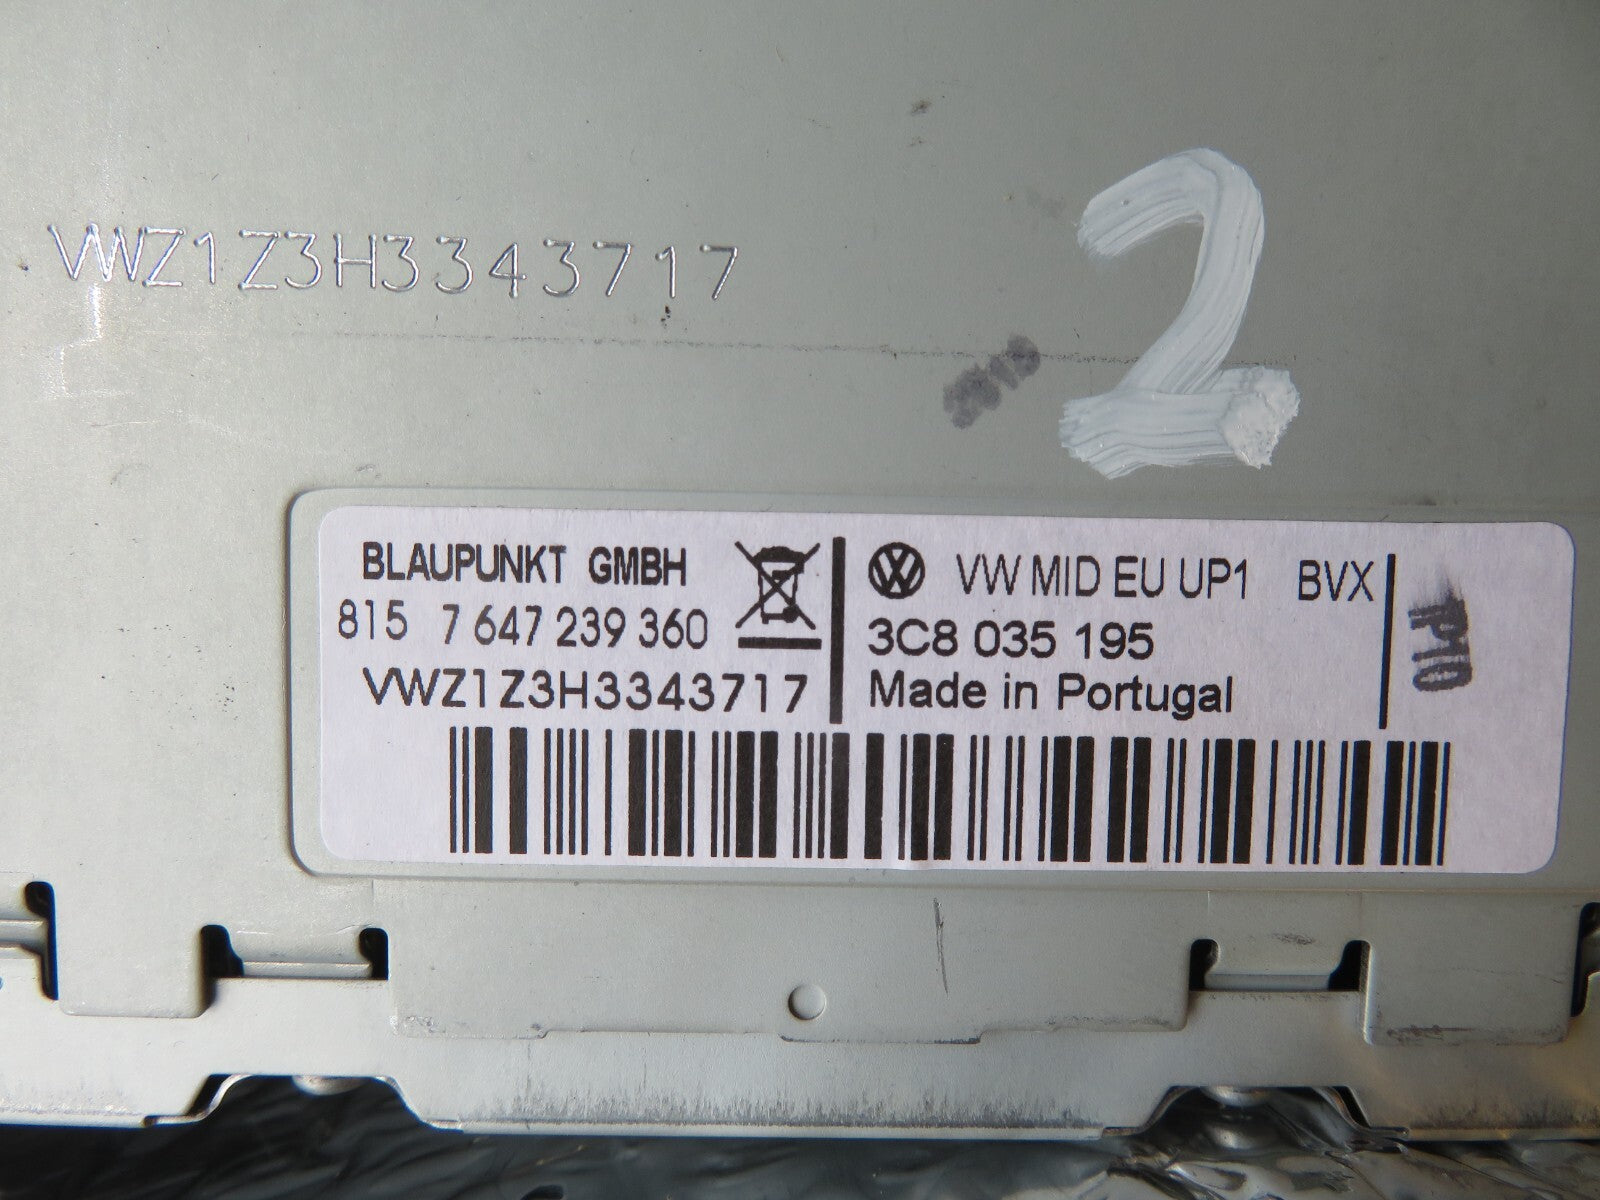 VWZ1Z3H3343717
2
BLAUPUNKT GMBH
815 7 647 239 360
VWZ1Z3H3343717
VW VW MID EU UP1 BVX
3C8 035 195
Made in Portugal